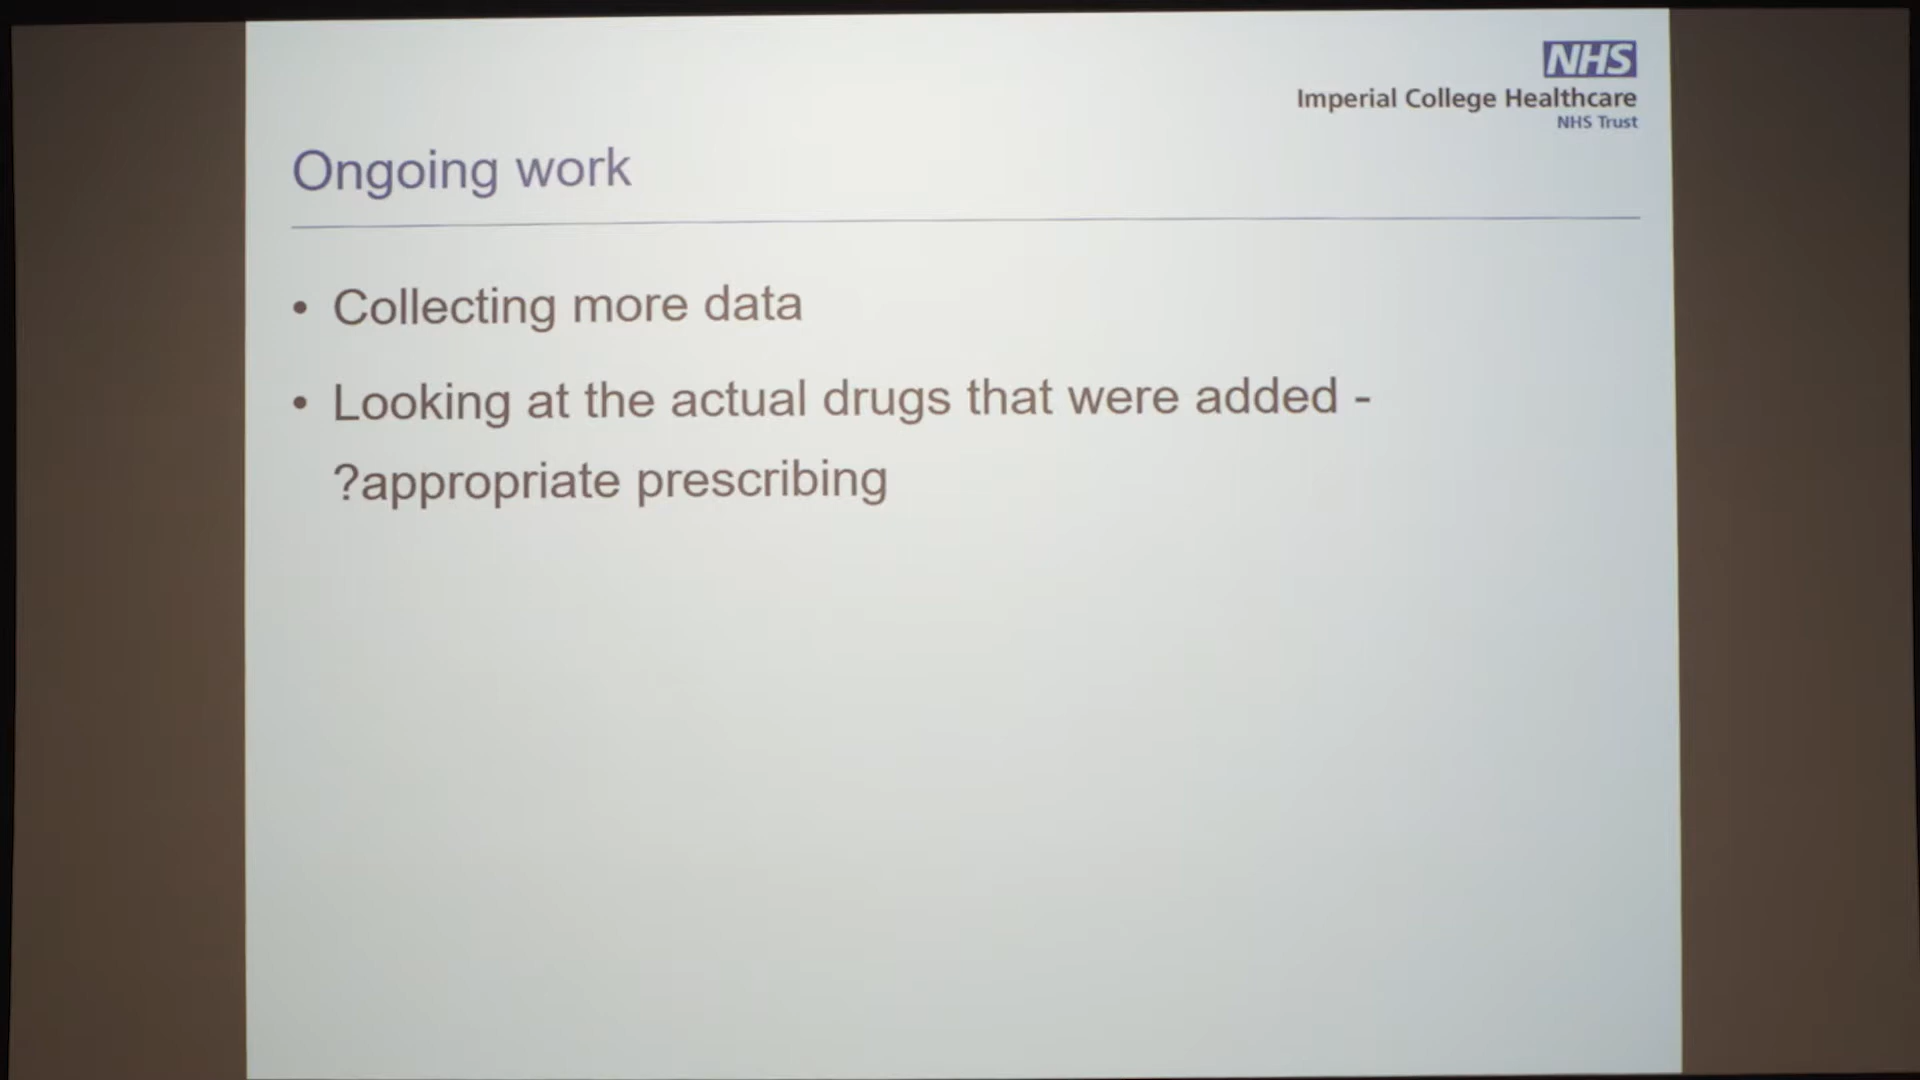 NHS
Imperial College Healthcare
NHS Trust
Ongoing work
• Collecting more data
• Looking at the actual drugs that were added -
?appropriate prescribing